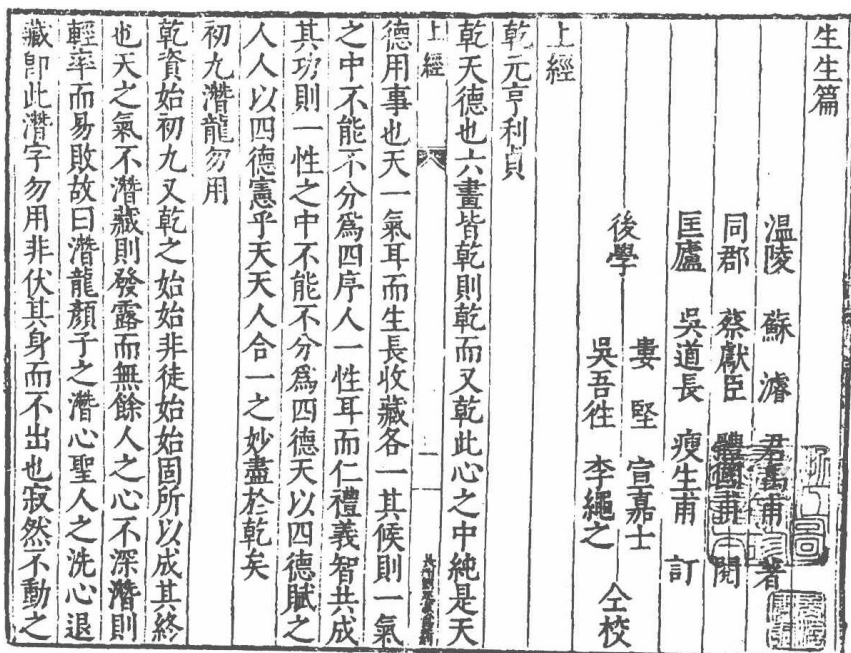 生生篇
溫陵 蘇濬 君禹甫 著
同郡 蔡獻臣 體國甫 閱
匡廬 吳道長 瘦生甫 訂
後學 婁堅 宣嘉士
吳吾往 李繩之 仝校
上經
乾元亨利貞
乾天德也六畫皆乾則乾而又乾此心之中純是天
上經 一
德用事也天一氣耳而生長收藏各一其候則一氣
之中不能不分爲四序人一性耳而仁禮義智共成
其功則一性之中不能不分爲四德天以四德賦之
人人以四德憲乎天天人合一之妙盡於乾矣
初九潛龍勿用
乾資始初九又乾之始始非徒始始固所以成其終
也天之氣不潛藏則發露而無餘人之心不深潛則
輕率而易敗故曰潛龍顏子之潛心聖人之洗心退
藏卽此潛字勿用非伏其身而不出也寂然不動之